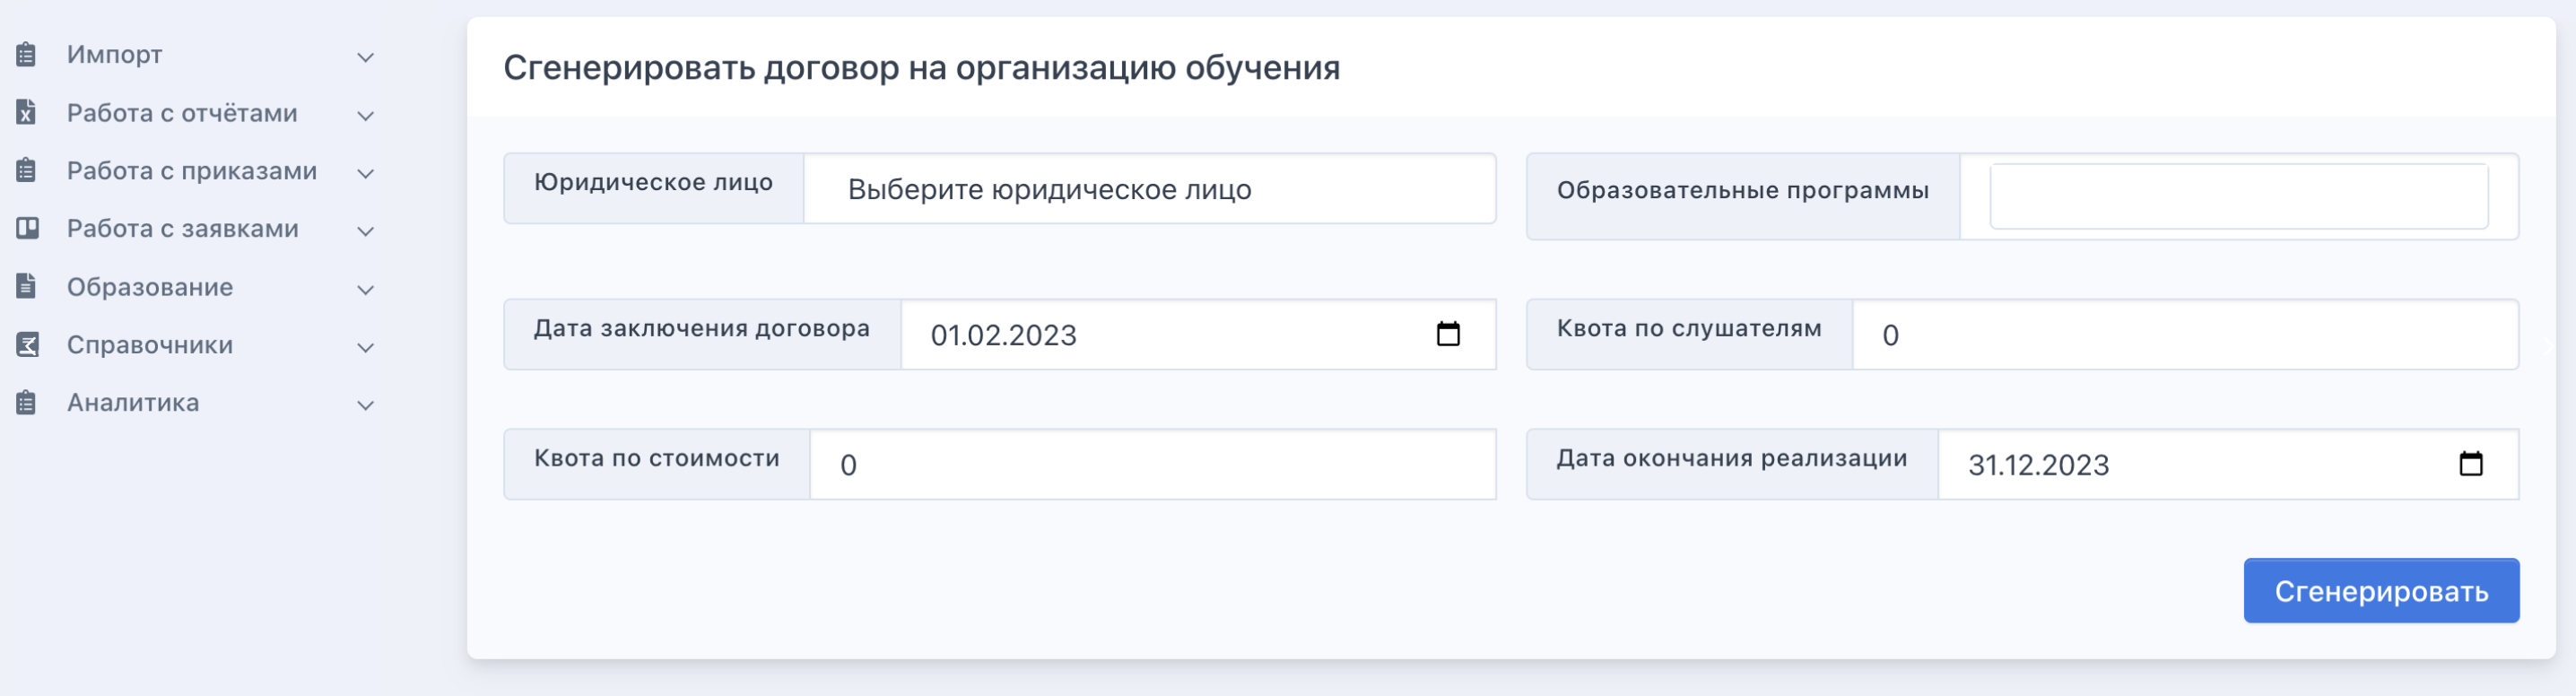 Импорт
Работа с отчётами
Работа с приказами
Работа с заявками
Образование
Справочники
Аналитика
Сгенерировать договор на организацию обучения
Юридическое лицо
Выберите юридическое лицо
Образовательные программы
Дата заключения договора
01.02.2023
Квота по слушателям
0
Квота по стоимости
0
Дата окончания реализации
31.12.2023
Сгенерировать